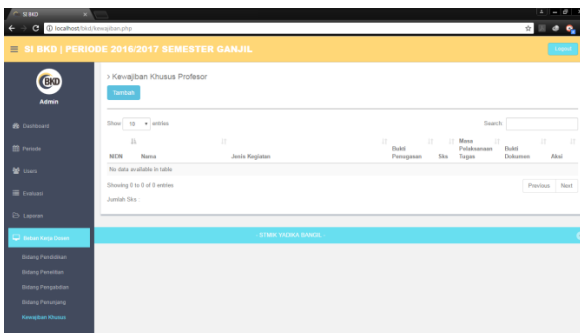 SI BKD
localhost/bkd/kewajiban.php
SI BKD | PERIODE 2016/2017 SEMESTER GANJIL
Logout
BKD
Admin
Dashboard
Periode
Users
Evaluasi
Laporan
Beban Kerja Dosen
Bidang Pendidikan
Bidang Penelitian
Bidang Pengabdian
Bidang Penunjang
Kewajiban Khusus
› Kewajiban Khusus Profesor
Tambah
Show 10 entries
Search:
NIDN Nama Jenis Kegiatan Bukti Penugasan Sks Masa Pelaksanaan Tugas Bukti Dokumen Aksi
No data available in table
Showing 0 to 0 of 0 entries
Previous Next
Jumlah Sks
- STMIK YADIKA BANGIL -